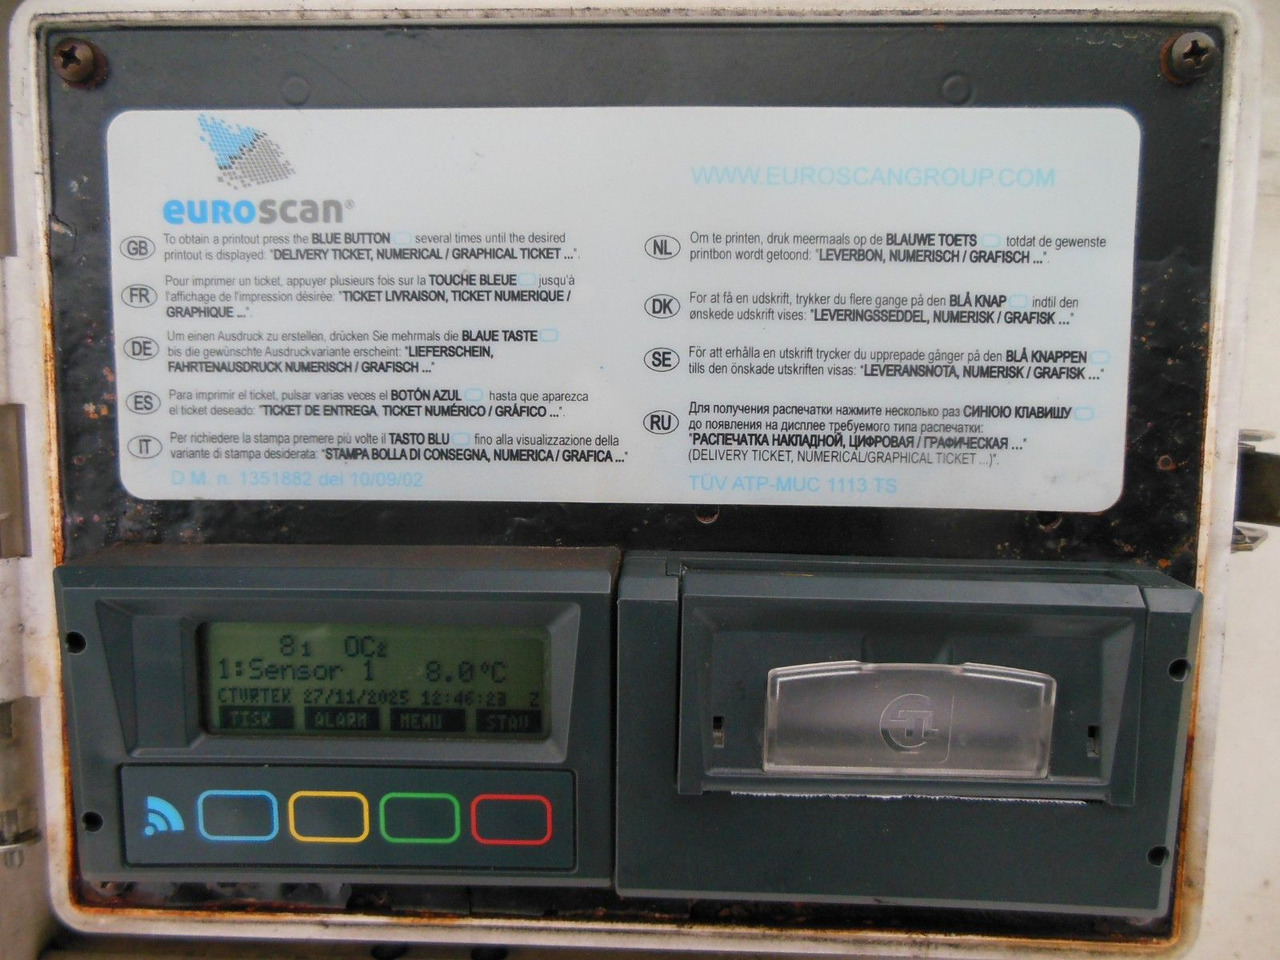 euroscan®
WWW.EUROSCANGROUP.COM
GB
To obtain a printout press the BLUE BUTTON several times until the desired
printout is displayed: "DELIVERY TICKET, NUMERICAL / GRAPHICAL TICKET ...".
FR
Pour imprimer un ticket, appuyer plusieurs fois sur la TOUCHE BLEUE jusqu'à
l'affichage de l'impression désirée: "TICKET LIVRAISON, TICKET NUMERIQUE /
GRAPHIQUE ...".
DE
Um einen Ausdruck zu erstellen, drücken Sie mehrmals die BLAUE TASTE
bis die gewünschte Ausdruckvariante erscheint: "LIEFERSCHEIN,
FAHRTENAUSDRUCK NUMERISCH / GRAFISCH ..."
ES
Para imprimir el ticket, pulsar varias veces el BOTÓN AZUL hasta que aparezca
el ticket deseado: "TICKET DE ENTREGA, TICKET NUMÉRICO / GRÁFICO ...".
IT
Per richiedere la stampa premere più volte il TASTO BLU fino alla visualizzazione della
variante di stampa desiderata: "STAMPA BOLLA DI CONSEGNA, NUMERICA / GRAFICA ..."
D.M. n. 1351882 del 10/09/02
NL
Om te printen, druk meermaals op de BLAUWE TOETS totdat de gewenste
printbon wordt getoond: "LEVERBON, NUMERISCH / GRAFISCH ...".
DK
For at få en udskrift, trykker du flere gange på den BLÅ KNAP indtil den
ønskede udskrift vises: "LEVERINGSSEDDEL, NUMERISK / GRAFISK ..."
SE
För att erhålla en utskrift trycker du upprepade gånger på den BLÅ KNAPPEN
tills den önskade utskriften visas: "LEVERANSNOTA, NUMERISK / GRAFISK ..."
RU
Для получения распечатки нажмите несколько раз СИНЮЮ КЛАВИШУ
до появления на дисплее требуемого типа распечатки:
"РАСПЕЧАТКА НАКЛАДНОЙ, ЦИФРОВАЯ / ГРАФИЧЕСКАЯ ..."
(DELIVERY TICKET, NUMERICAL/GRAPHICAL TICKET ...)".
TÜV ATP-MUC 1113 TS
81 OC2
1:Sensor 1 8.0°C
CTVRTEK 27/11/2025 12:46:23 Z
TISK ALARM MENU STAV